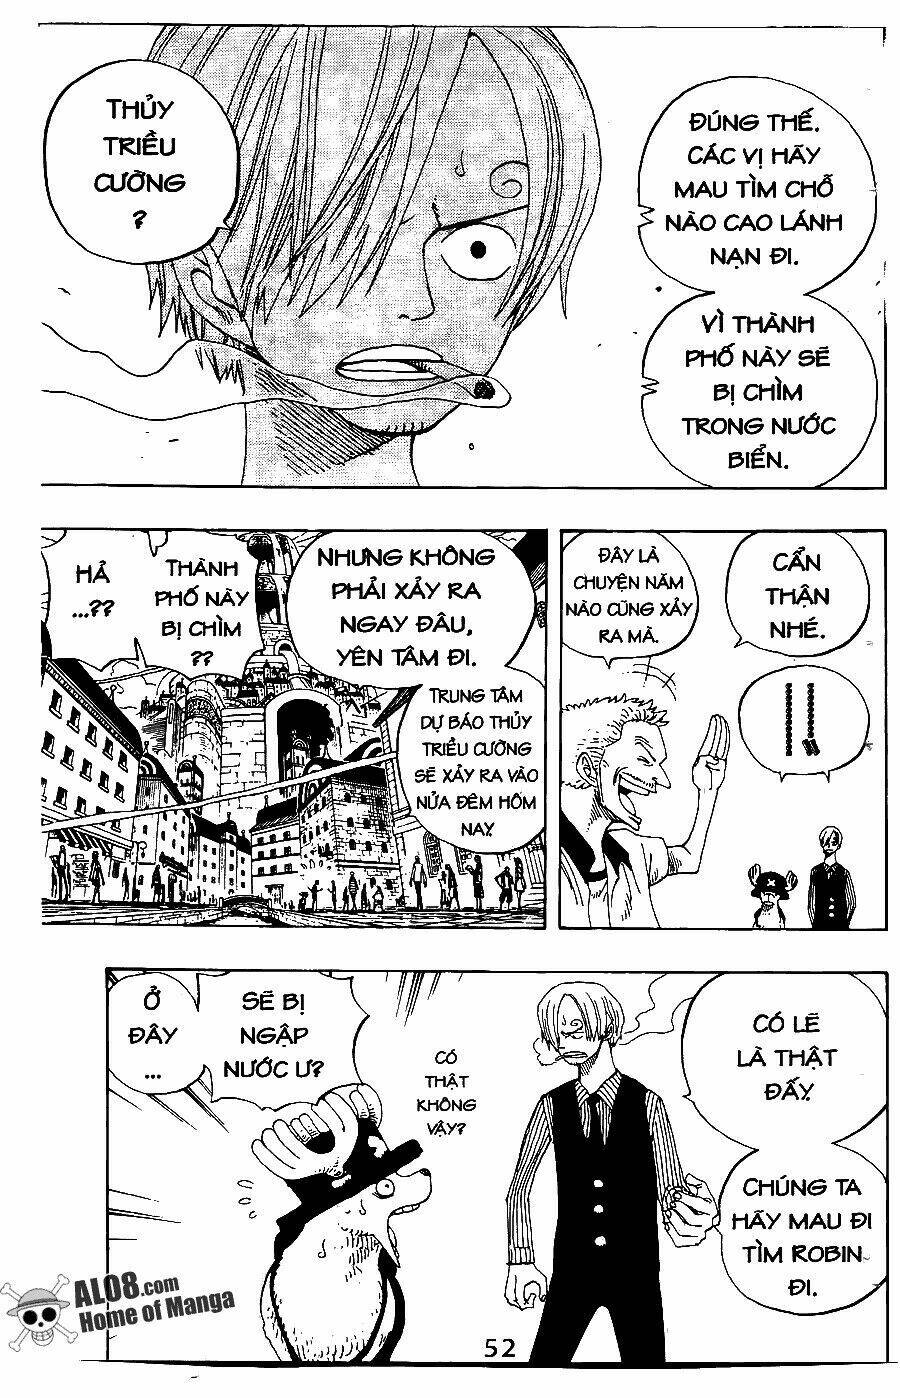 THỦY
TRIỀU
CƯỜNG
?
ĐÚNG THẾ.
CÁC VỊ HÃY
MAU TÌM CHỖ
NÀO CAO LÁNH
NẠN ĐI.
VÌ THÀNH
PHỐ NÀY SẼ
BỊ CHÌM
TRONG NƯỚC
BIỂN.
HẢ
...??
THÀNH
PHỐ NÀY
BỊ CHÌM
??
NHƯNG KHÔNG
PHẢI XẢY RA
NGAY ĐÂU,
YÊN TÂM ĐI.
TRUNG TÂM
DỰ BÁO THỦY
TRIỀU CƯỜNG
SẼ XẢY RA VÀO
NỬA ĐÊM HÔM
NAY.
ĐÂY LÀ
CHUYỆN NĂM
NÀO CŨNG XẢY
RA MÀ.
CẨN
THẬN
NHÉ.
Ở
ĐÂY
...
SẼ BỊ
NGẬP
NƯỚC Ư?
CÓ
THẬT
KHÔNG
VẬY?
CÓ LẼ
LÀ THẬT
ĐẤY.
CHÚNG TA
HÃY MAU ĐI
TÌM ROBIN
ĐI.
AL08.com
Home of Manga
52